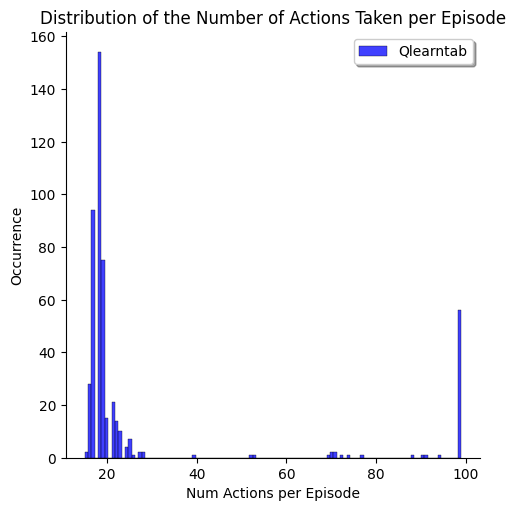 Distribution of the Number of Actions Taken per Episode
Qlearntab
160
140
120
100
80
60
40
20
0
Occurrence
20 40 60 80 100
Num Actions per Episode